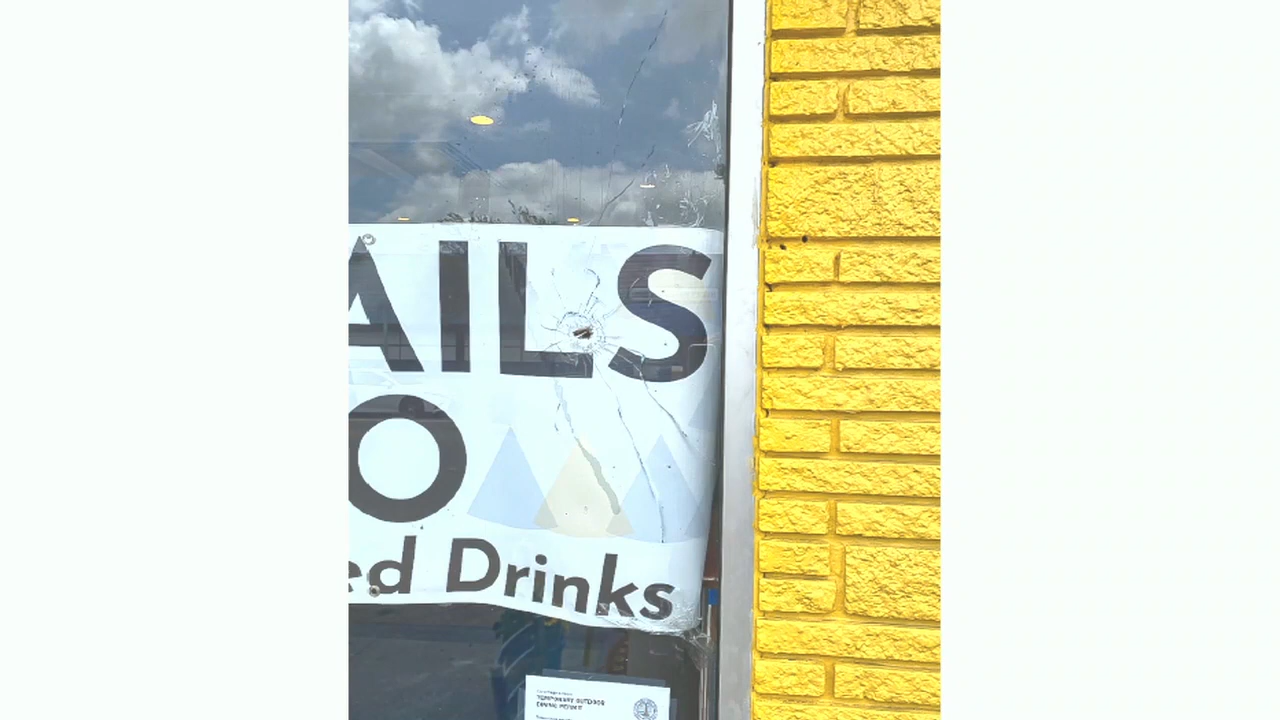 AILS
O
ed Drinks
TEMPORARY OUTDOOR
DINING PERMIT